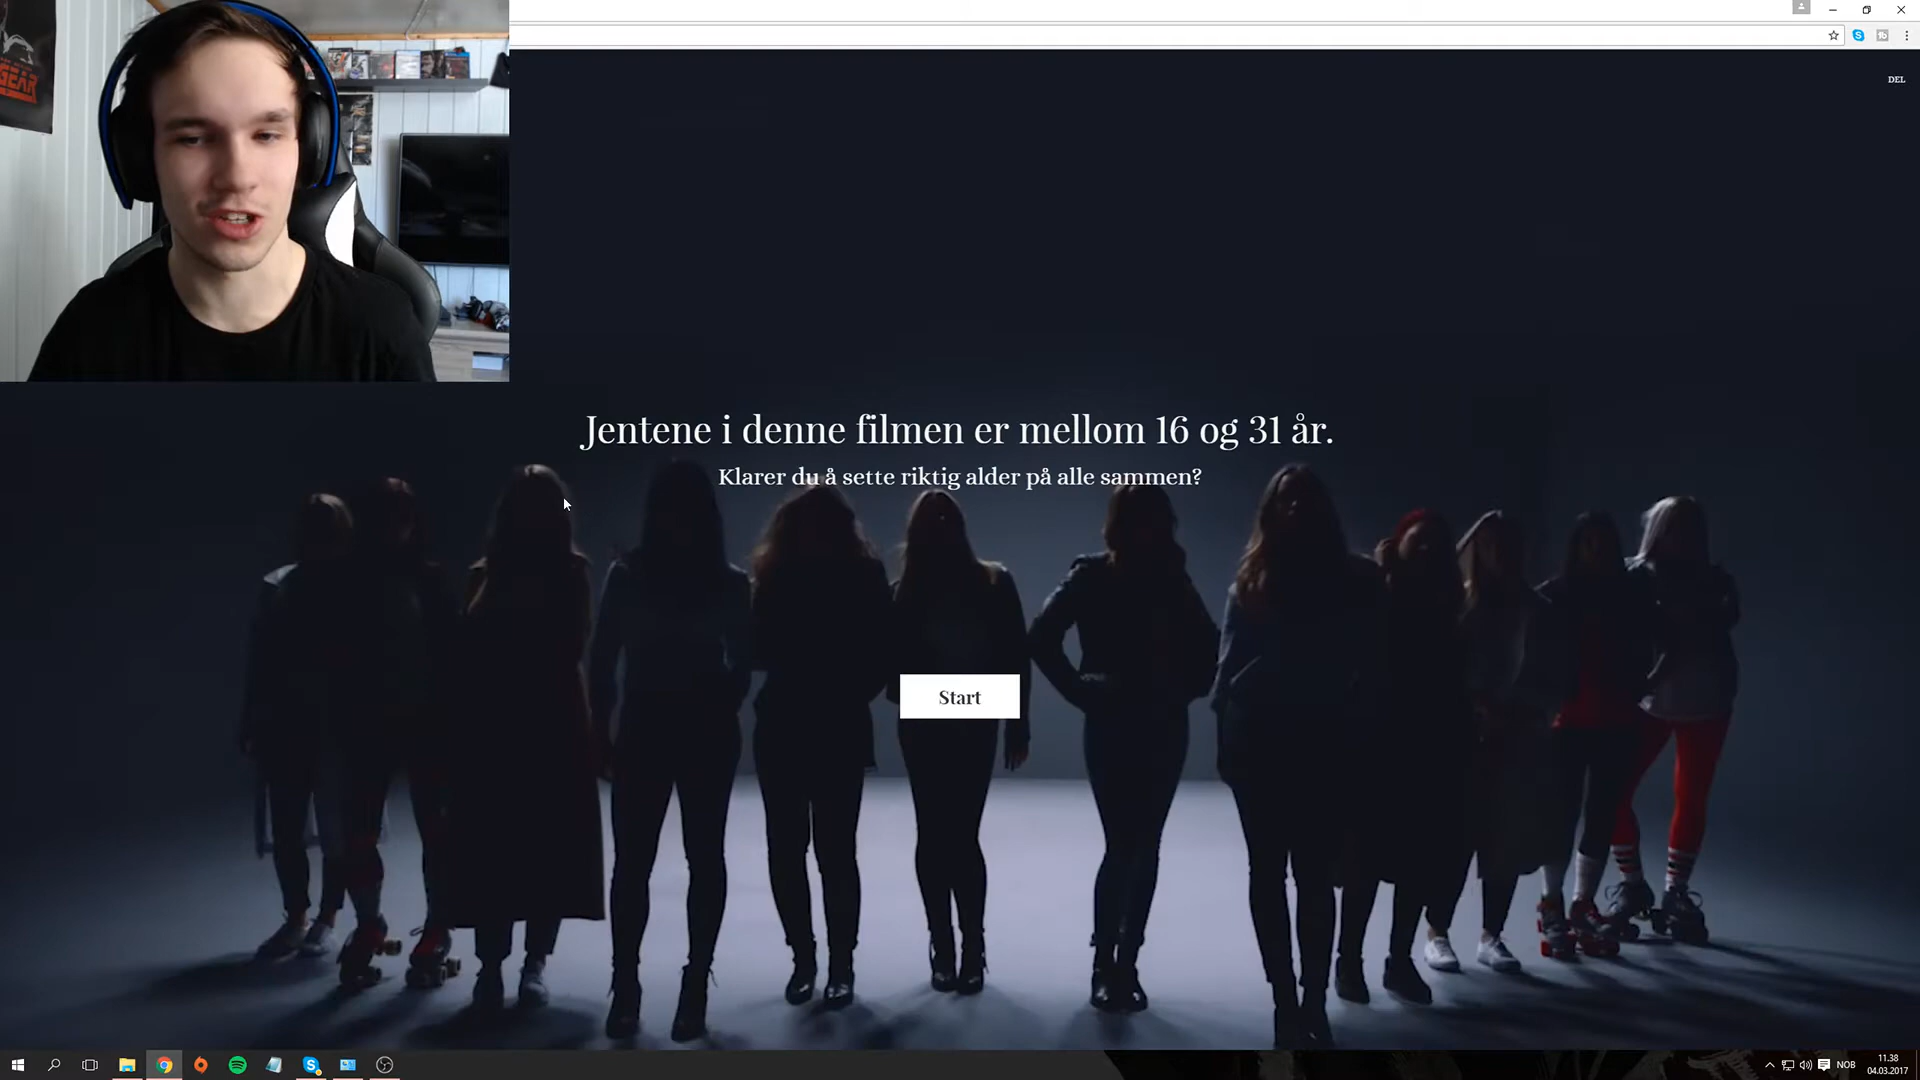 GEAR
DEL
Jentene i denne filmen er mellom 16 og 31 år.
Klarer du å sette riktig alder på alle sammen?
Start
NOB
11.38
04.03.2017